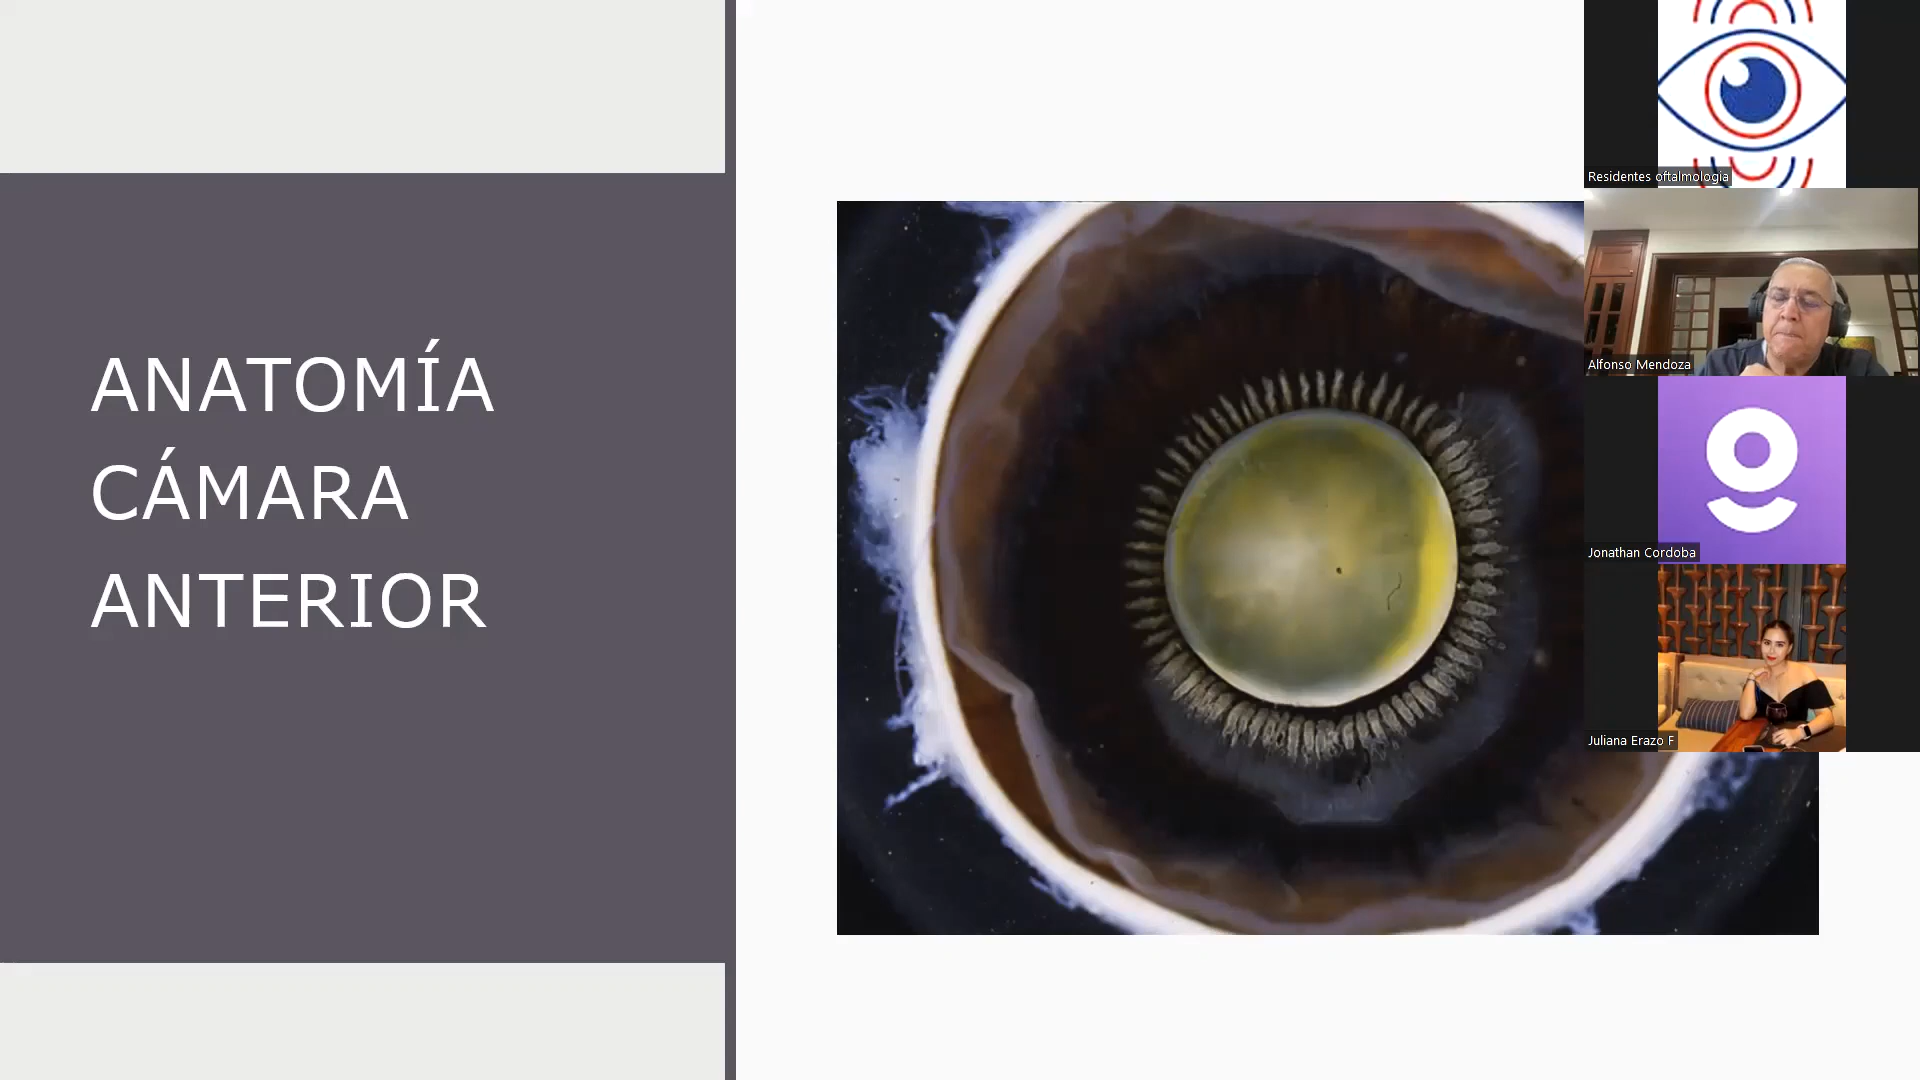 ANATOMÍA
CÁMARA
ANTERIOR
Residentes oftalmologia
Alfonso Mendoza
Jonathan Cordoba
Juliana Erazo F